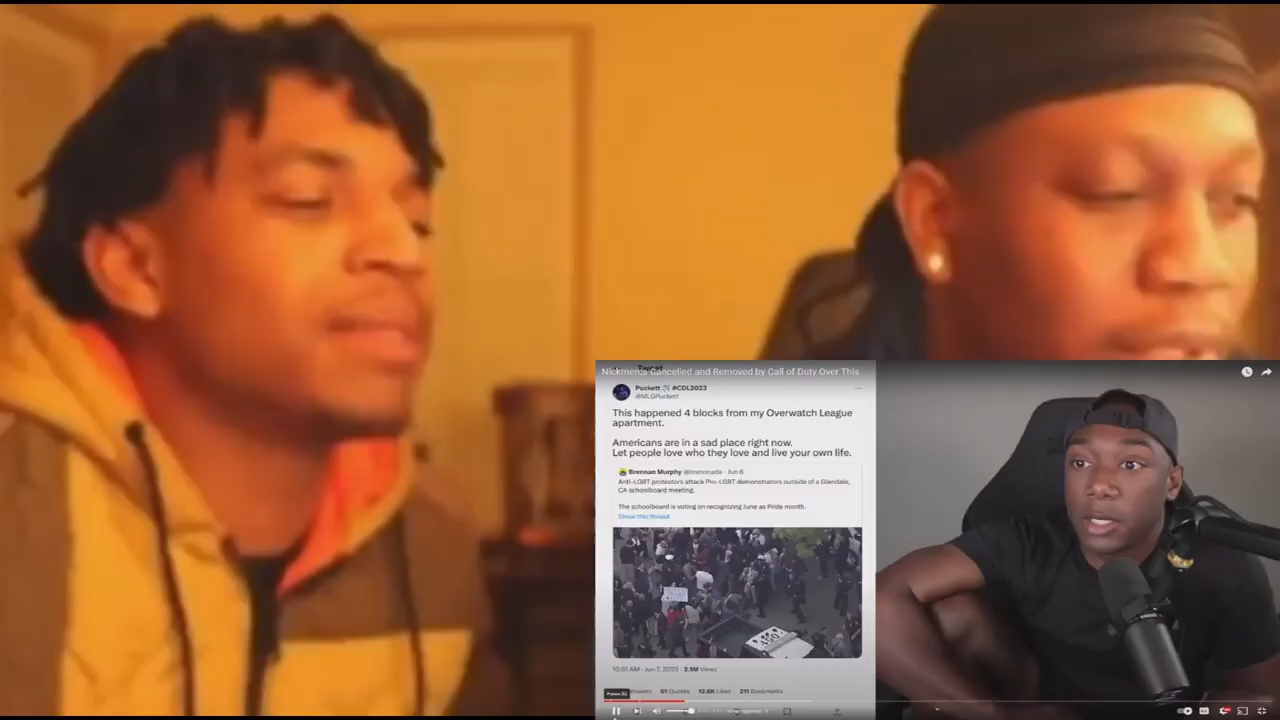 Tweet
Nickmercs Cancelled and Removed by Call of Duty Over This
Puckett #CDL2023
@MLGPuckett
This happened 4 blocks from my Overwatch League
apartment.
Americans are in a sad place right now.
Let people love who they love and live your own life.
Brennan Murphy @brenonade · Jun 6
Anti-LGBT protestors attack Pro-LGBT demonstrators outside of a Glendale,
CA schoolboard meeting.
The schoolboard is voting on recognizing June as Pride month.
Show this thread
10:51 AM · Jun 7, 2023 · 2.5M Views
61 Quotes 12.6K Likes 211 Bookmarks
Pause (k)